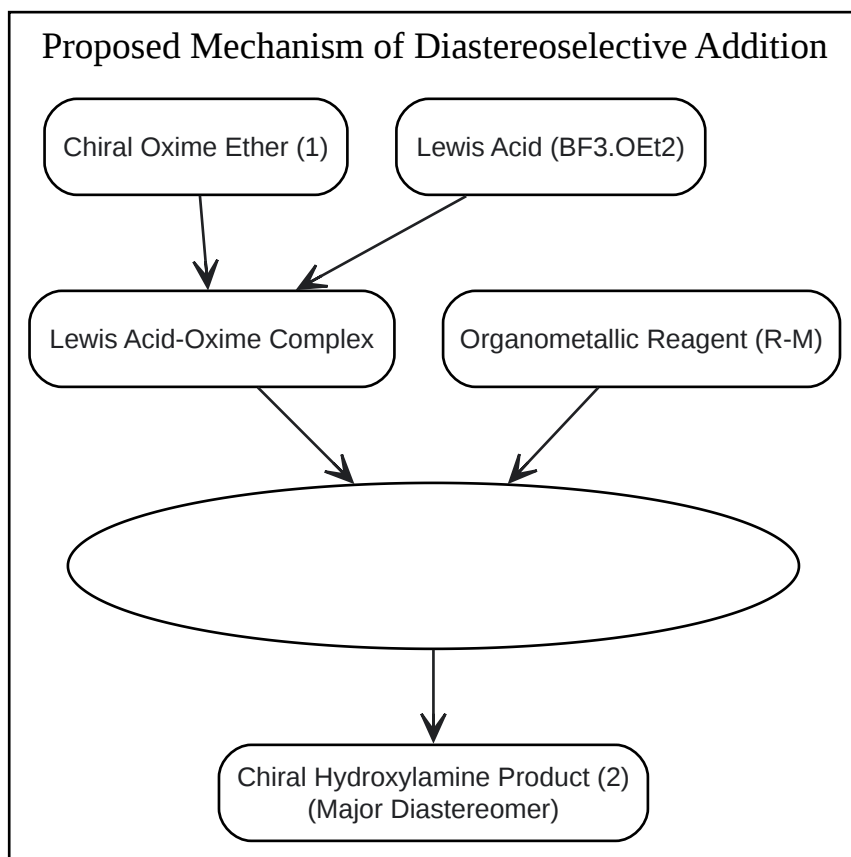 Proposed Mechanism of Diastereoselective Addition
Chiral Oxime Ether (1)
Lewis Acid (BF3.OEt2)
Lewis Acid-Oxime Complex
Organometallic Reagent (R-M)
Chiral Hydroxylamine Product (2)
(Major Diastereomer)